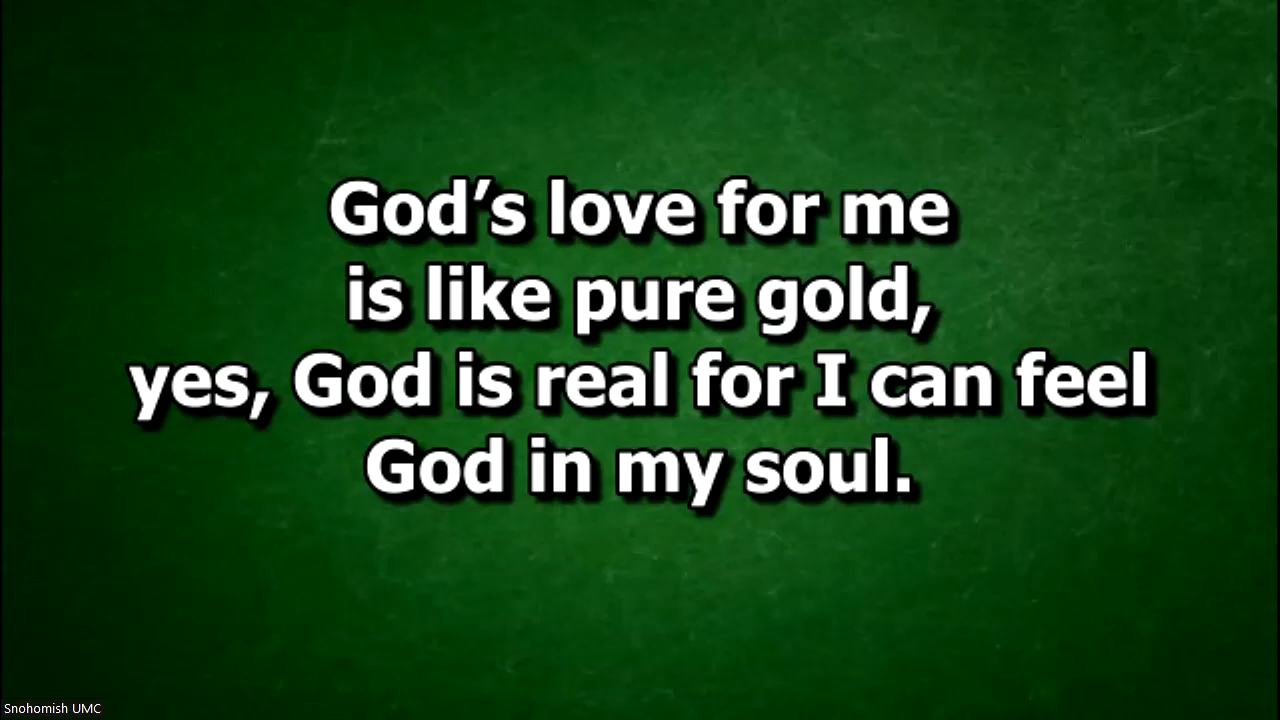 God’s love for me
is like pure gold,
yes, God is real for I can feel
God in my soul.
Snohomish UMC